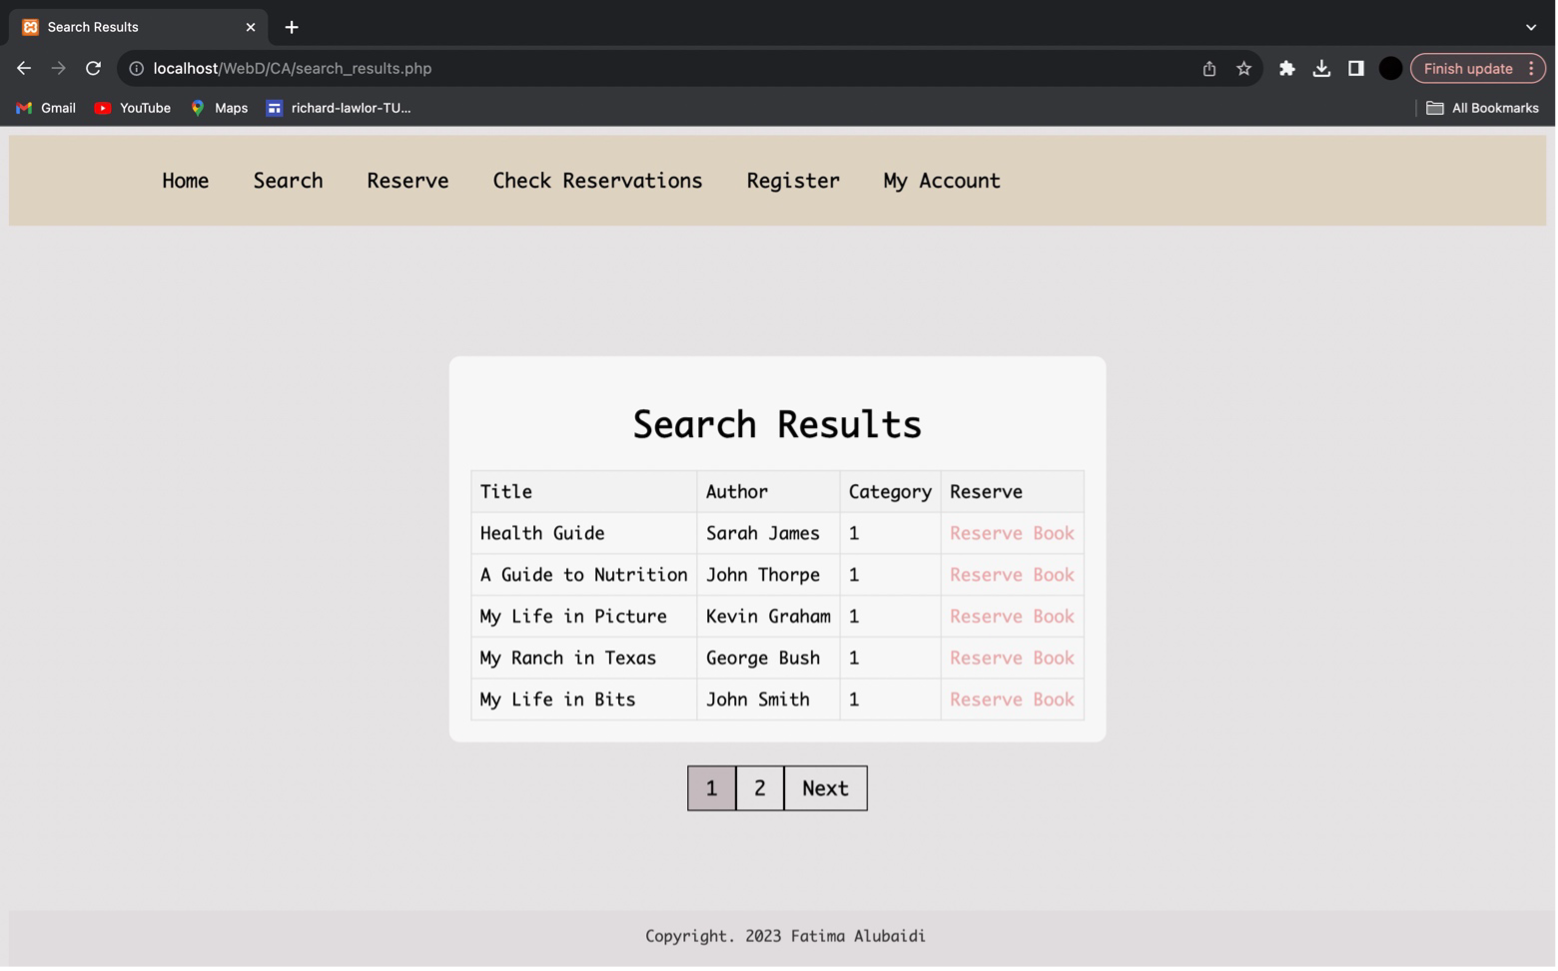 Search Results
localhost/WebD/CA/search_results.php
Finish update
Gmail YouTube Maps richard-lawlor-TU... All Bookmarks
Home Search Reserve Check Reservations Register My Account
Search Results
Title Author Category Reserve
Health Guide Sarah James 1 Reserve Book
A Guide to Nutrition John Thorpe 1 Reserve Book
My Life in Picture Kevin Graham 1 Reserve Book
My Ranch in Texas George Bush 1 Reserve Book
My Life in Bits John Smith 1 Reserve Book
1 2 Next
Copyright. 2023 Fatima Alubaidi